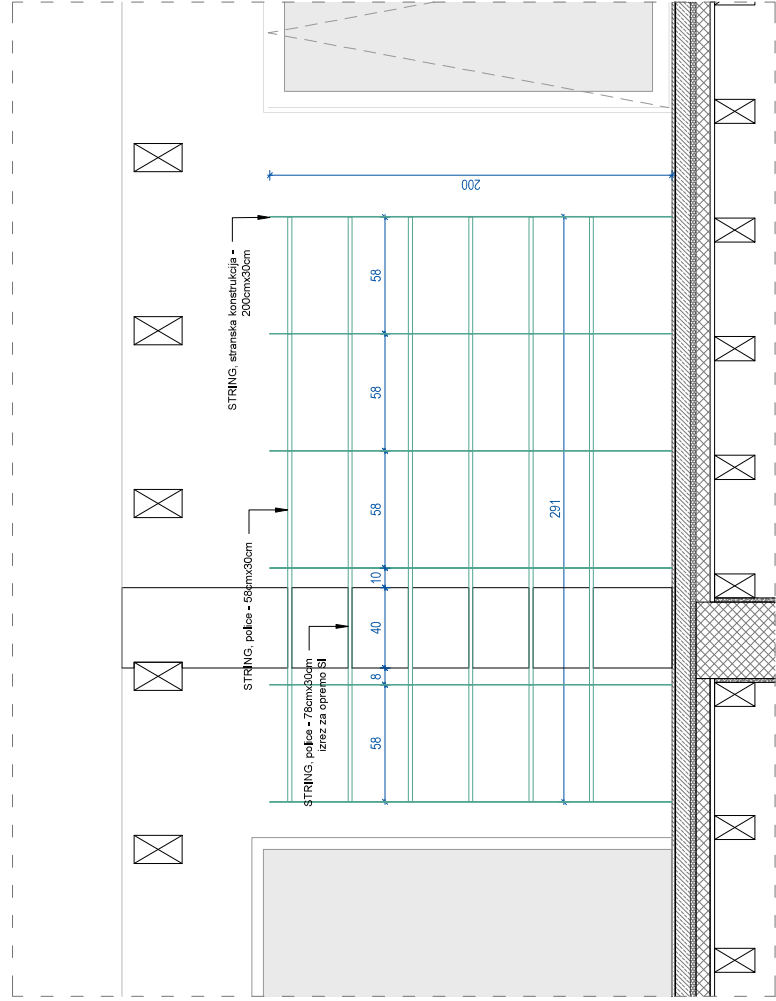 STRING, stranska konstrukcija -
200cmx30cm
STRING, police - 58cmx30cm
STRING, police - 78cmx30cm
izrez za opremo SI
200
58
58
58
10
40
8
58
291